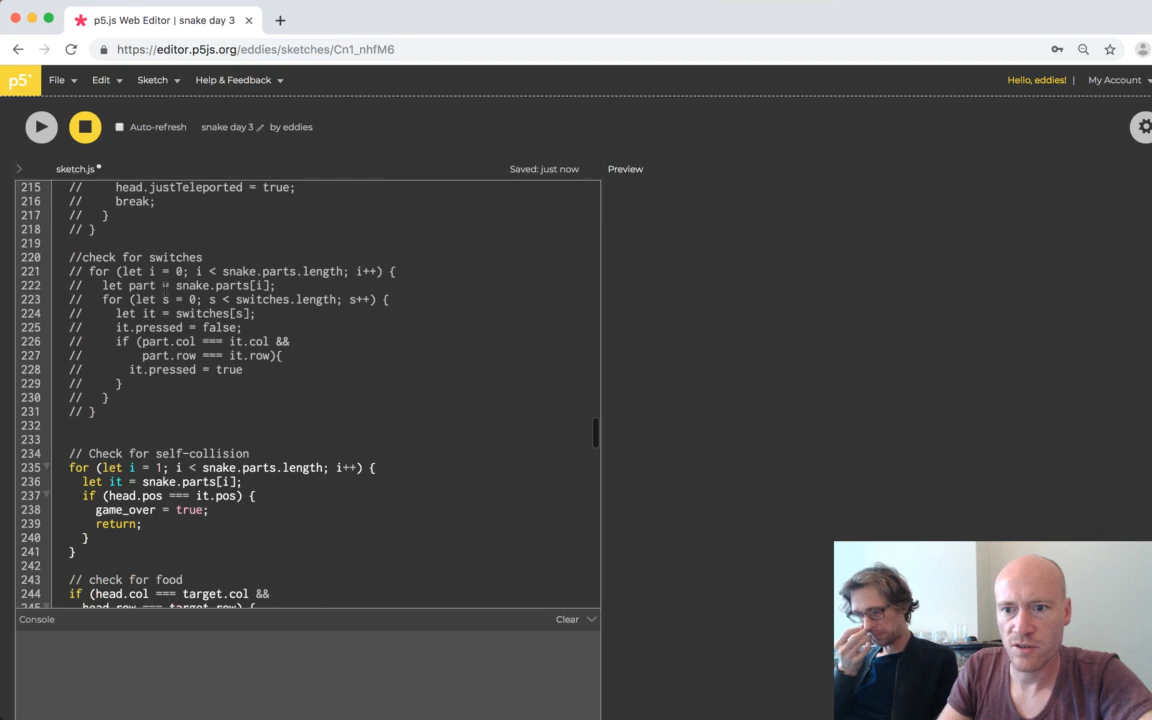 p5.js Web Editor | snake day 3
https://editor.p5js.org/eddies/sketches/Cn1_nhfM6
p5*
File
Edit
Sketch
Help & Feedback
Hello, eddies! |
My Account
Auto-refresh
snake day 3
by eddies
sketch.js
Saved: just now
Preview
215 //     head.justTeleported = true;
216 //     break;
217 //   }
218 // }
219
220 //check for switches
221 // for (let i = 0; i < snake.parts.length; i++) {
222 //   let part = snake.parts[i];
223 //   for (let s = 0; s < switches.length; s++) {
224 //     let it = switches[s];
225 //     it.pressed = false;
226 //     if (part.col === it.col &&
227 //         part.row === it.row){
228 //       it.pressed = true
229 //     }
230 //   }
231 // }
232
233
234 // Check for self-collision
235 for (let i = 1; i < snake.parts.length; i++) {
236   let it = snake.parts[i];
237   if (head.pos === it.pos) {
238     game_over = true;
239     return;
240   }
241 }
242
243 // check for food
244 if (head.col === target.col &&
245   head.row === target.row) {
Console
Clear